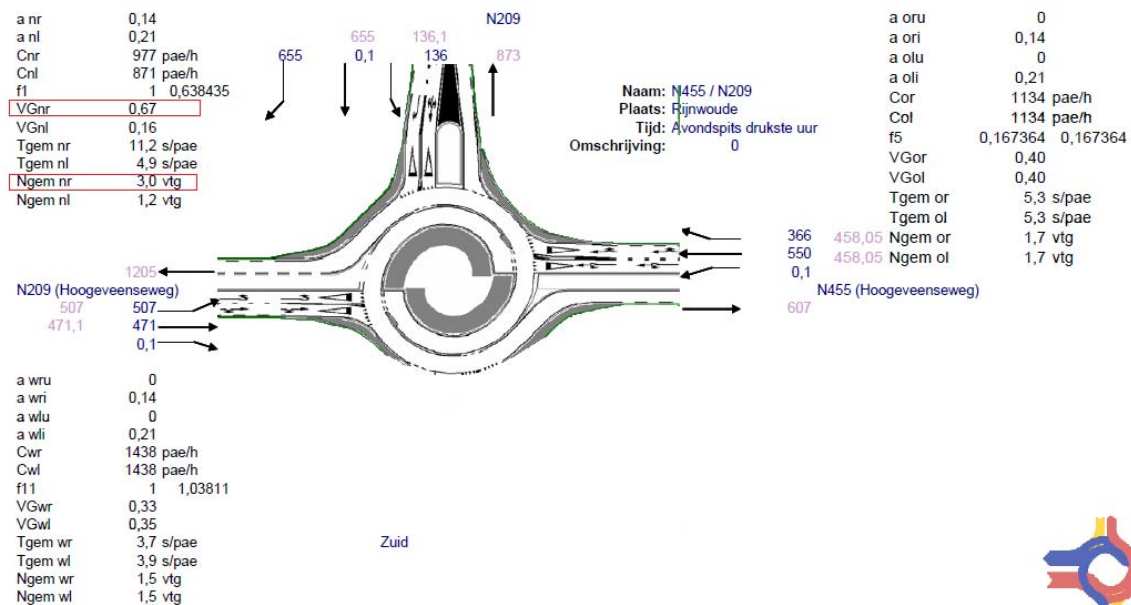 a nr 0,14
a nl 0,21
Cnr 977 pae/h
Cnl 871 pae/h
f1 1 0,638435
VGnr 0,67
VGnl 0,16
Tgem nr 11,2 s/pae
Tgem nl 4,9 s/pae
Ngem nr 3,0 vtg
Ngem nl 1,2 vtg
N209
655 136,1
655 0,1 136 873
Naam: N455 / N209
Plaats: Rijnwoude
Tijd: Avondspits drukste uur
Omschrijving: 0
a oru 0
a ori 0,14
a olu 0
a oli 0,21
Cor 1134 pae/h
Col 1134 pae/h
f5 0,167364 0,167364
VGor 0,40
VGol 0,40
Tgem or 5,3 s/pae
Tgem ol 5,3 s/pae
366 458,05 Ngem or 1,7 vtg
550 458,05 Ngem ol 1,7 vtg
0,1
N455 (Hoogeveenseweg)
607
1205
N209 (Hoogeveenseweg)
507 507
471,1 471
0,1
a wru 0
a wri 0,14
a wlu 0
a wli 0,21
Cwr 1438 pae/h
Cwl 1438 pae/h
f11 1 1,03811
VGwr 0,33
VGwl 0,35
Tgem wr 3,7 s/pae
Tgem wl 3,9 s/pae
Ngem wr 1,5 vtg
Ngem wl 1,5 vtg
Zuid